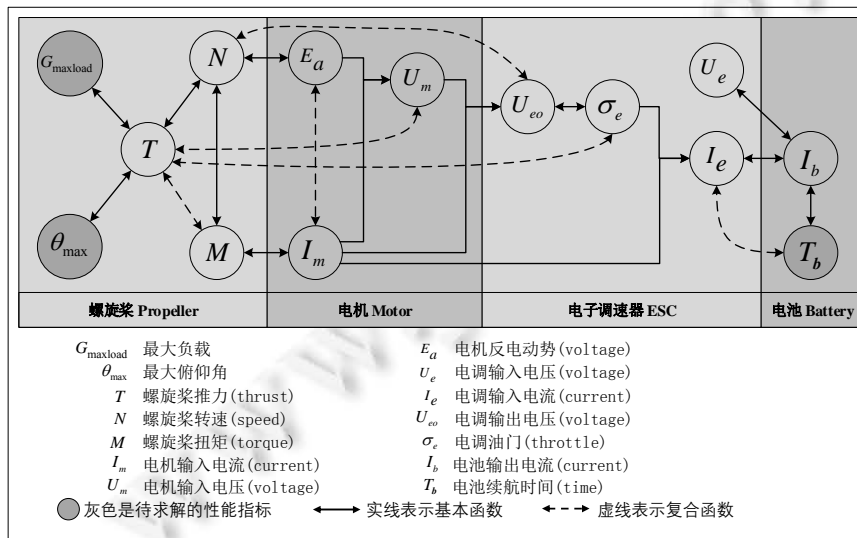 G_maxload N E_a U_m U_e
T U_eo σ_e I_e I_b
θ_max M I_m T_b
螺旋桨 Propeller 电机 Motor 电子调速器 ESC 电池 Battery
G_maxload 最大负载
θ_max 最大俯仰角
T 螺旋桨推力(thrust)
N 螺旋桨转速(speed)
M 螺旋桨扭矩(torque)
I_m 电机输入电流(current)
U_m 电机输入电压(voltage)
E_a 电机反电动势(voltage)
U_e 电调输入电压(voltage)
I_e 电调输入电流(current)
U_eo 电调输出电压(voltage)
σ_e 电调油门(throttle)
I_b 电池输出电流(current)
T_b 电池续航时间(time)
灰色是待求解的性能指标 实线表示基本函数 虚线表示复合函数